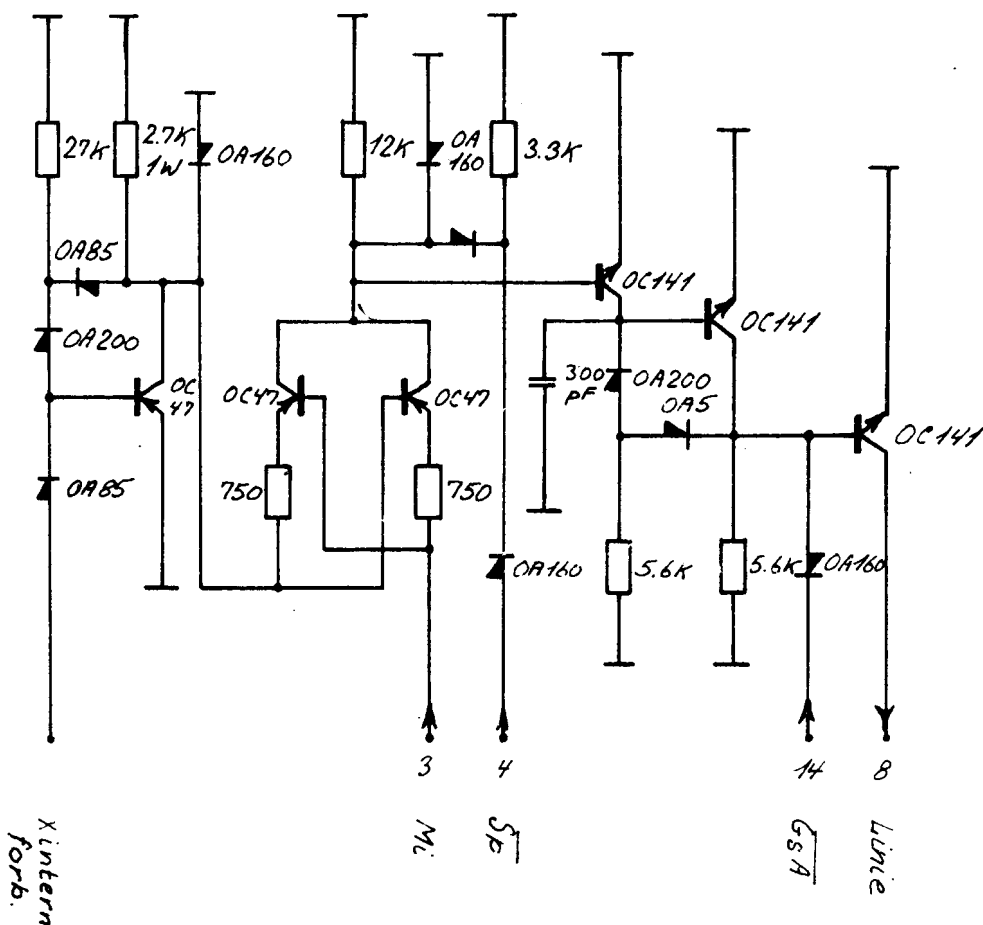 27K
2.7K
1W
OA160
12K
OA
160
3.3K
OA85
OC141
OA200
OC141
OC
47
OC47
OC47
300
pF
OA200
OA5
OC141
OA85
750
750
OA160
5.6K
5.6K
OA160
3
4
14
8
Mi
Sp
GsA
Linie
X intern
forb.